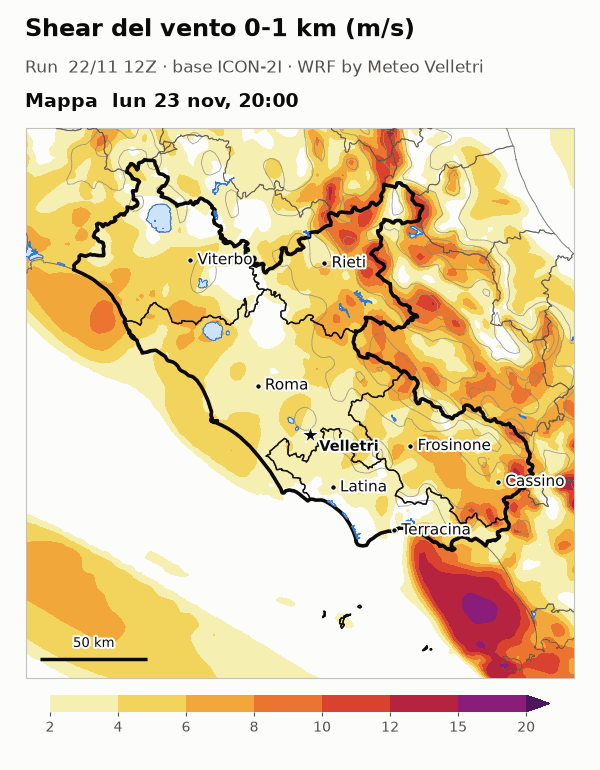 Shear del vento 0-1 km (m/s)
Run  22/11 12Z · base ICON-2I · WRF by Meteo Velletri
Mappa  lun 23 nov, 20:00
Viterbo
Rieti
Roma
Velletri
Frosinone
Cassino
Latina
Terracina
50 km
2 4 6 8 10 12 15 20